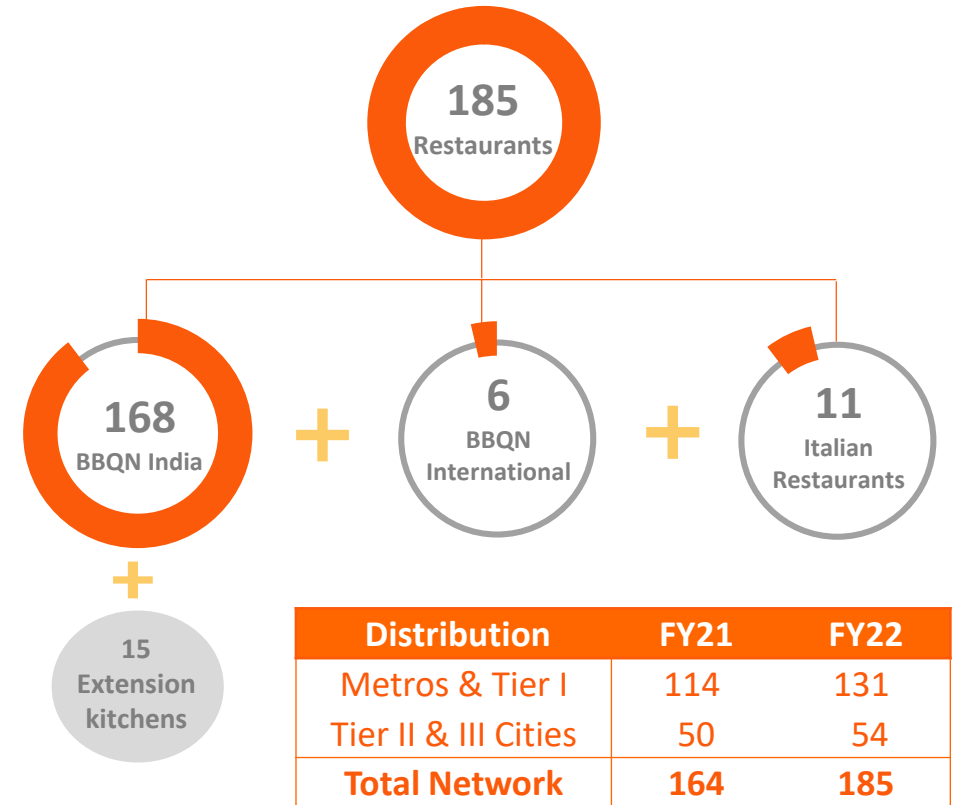 185
Restaurants
168
BBQN India
+
6
BBQN
International
+
11
Italian
Restaurants
+
15
Extension
kitchens
Distribution FY21 FY22
Metros & Tier I 114 131
Tier II & III Cities 50 54
Total Network 164 185